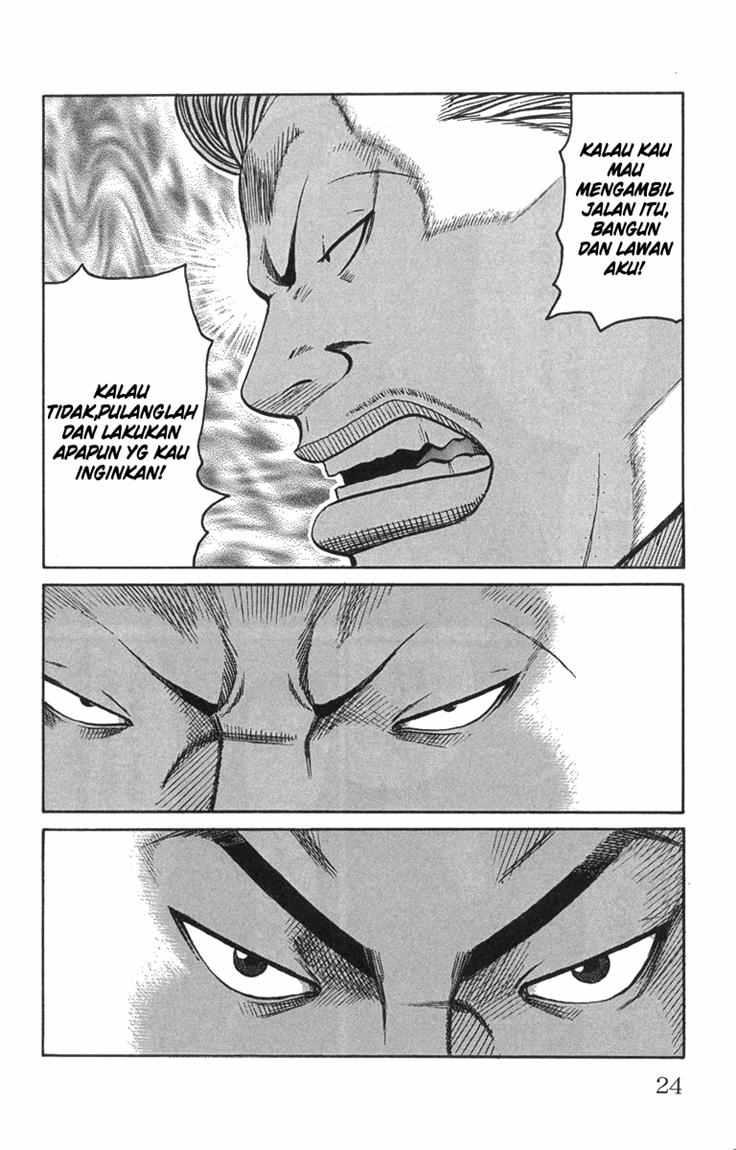 KALAU KAU
MAU
MENGAMBIL
JALAN ITU,
BANGUN
DAN LAWAN
AKU!
KALAU
TIDAK,PULANGLAH
DAN LAKUKAN
APAPUN YG KAU
INGINKAN!
24